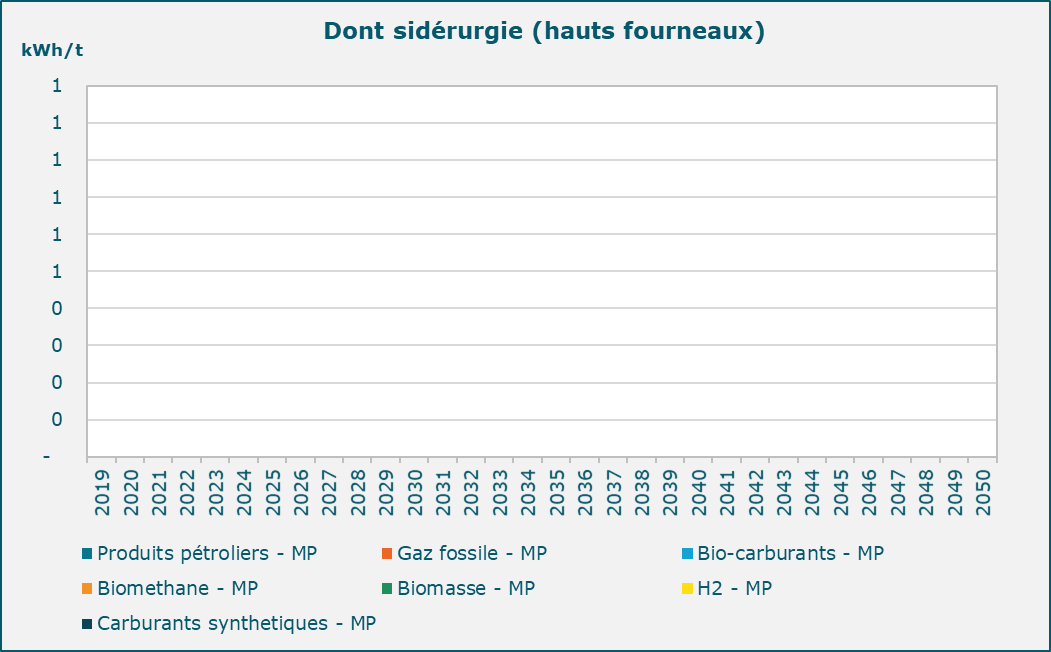 Dont sidérurgie (hauts fourneaux)
kWh/t
1
1
1
1
1
1
0
0
0
0
-
2019 2020 2021 2022 2023 2024 2025 2026 2027 2028 2029 2030 2031 2032 2033 2034 2035 2036 2037 2038 2039 2040 2041 2042 2043 2044 2045 2046 2047 2048 2049 2050
Produits pétroliers - MP Gaz fossile - MP Bio-carburants - MP
Biomethane - MP Biomasse - MP H2 - MP
Carburants synthetiques - MP